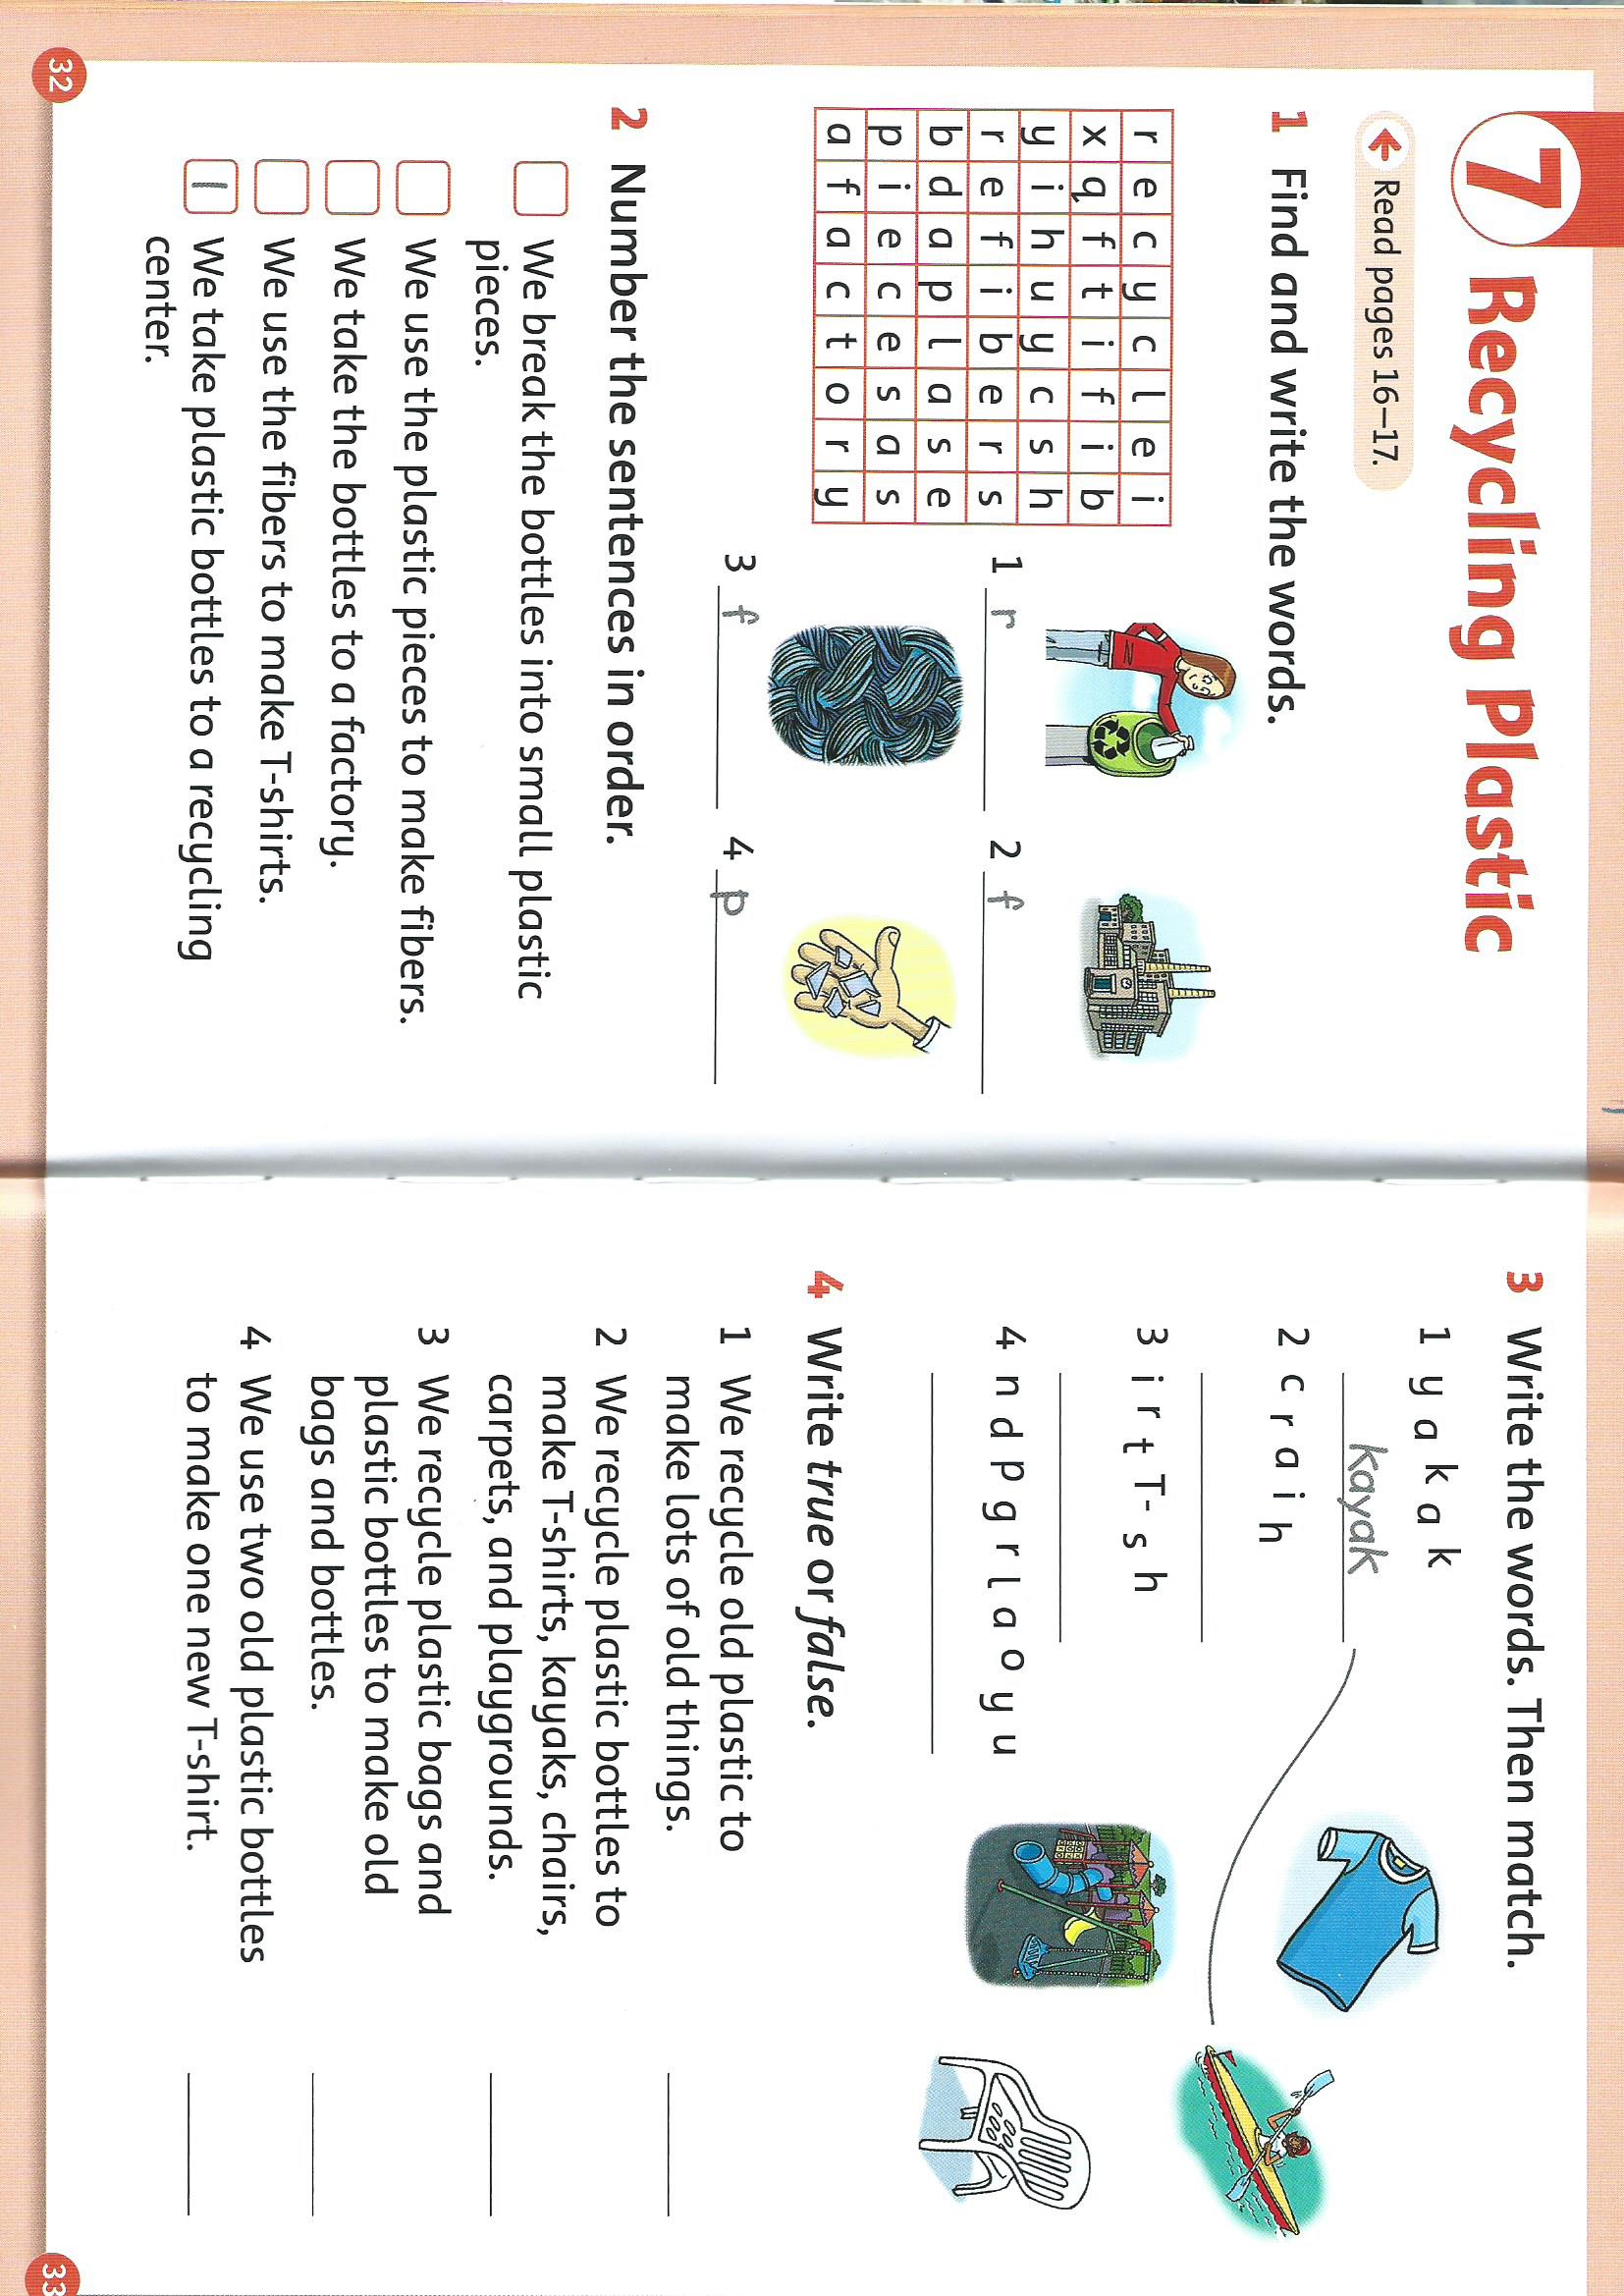 7 Recycling Plastic
← Read pages 16–17.
1 Find and write the words.
r e c y c l e i
x q f t i f i b
y i h u y c s h
r e f i b e r s
b d a p l a s e
p i e c e s a s
a f a c t o r y
1 r
2 f
3 f
4 p
2 Number the sentences in order.
We break the bottles into small plastic
pieces.
We use the plastic pieces to make fibers.
We take the bottles to a factory.
We use the fibers to make T-shirts.
1 We take plastic bottles to a recycling
center.
32
3 Write the words. Then match.
1 y a k a k
kayak
2 c r a i h
3 i r t T- s h
4 n d p g r l a o y u
4 Write true or false.
1 We recycle old plastic to
make lots of old things.
2 We recycle plastic bottles to
make T-shirts, kayaks, chairs,
carpets, and playgrounds.
3 We recycle plastic bags and
plastic bottles to make old
bags and bottles.
4 We use two old plastic bottles
to make one new T-shirt.
33